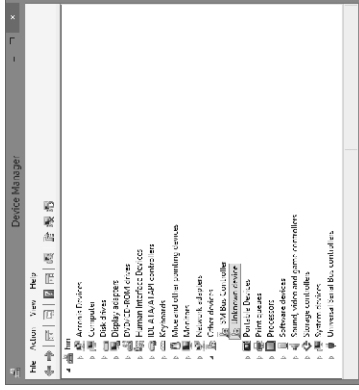 Device Manager
File Action View Help
Acronis Devices
Computer
Disk drives
Display adapters
DVD/CD-ROM drives
Human Interface Devices
IDE ATA/ATAPI controllers
Keyboards
Mice and other pointing devices
Monitors
Network adapters
Other devices
SM Bus Controller
Unknown device
Portable Devices
Print queues
Processors
Software devices
Sound, video and game controllers
Storage controllers
System devices
Universal Serial Bus controllers